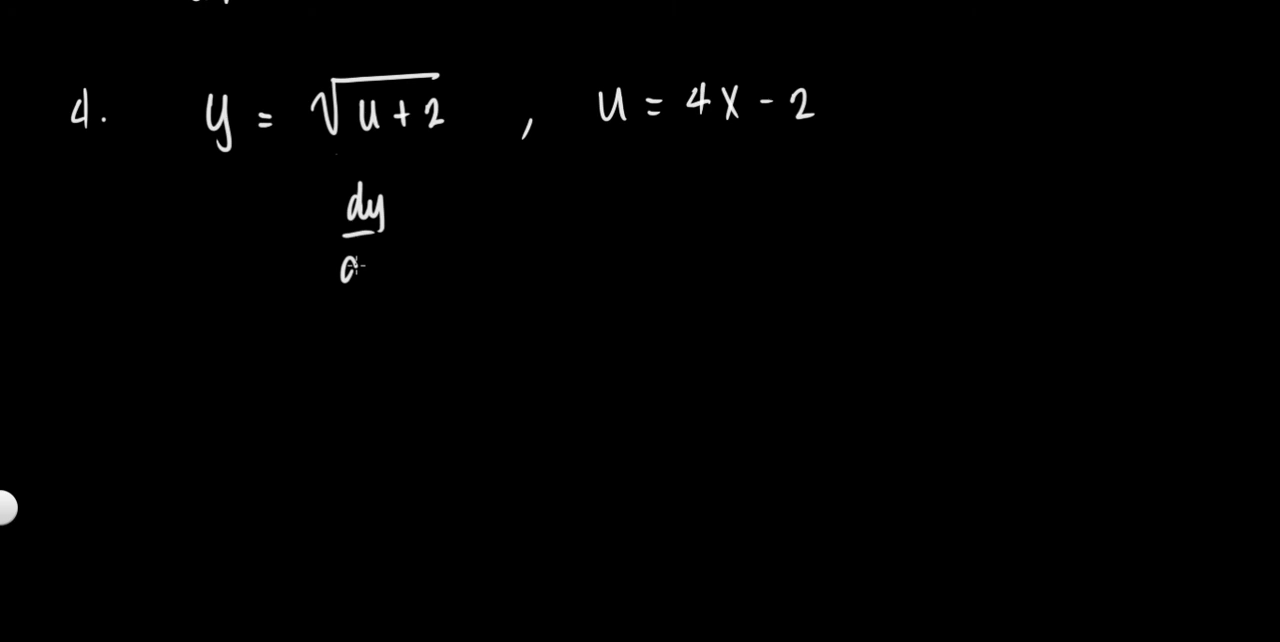 4. y = √u + 2 , u = 4x - 2
dy